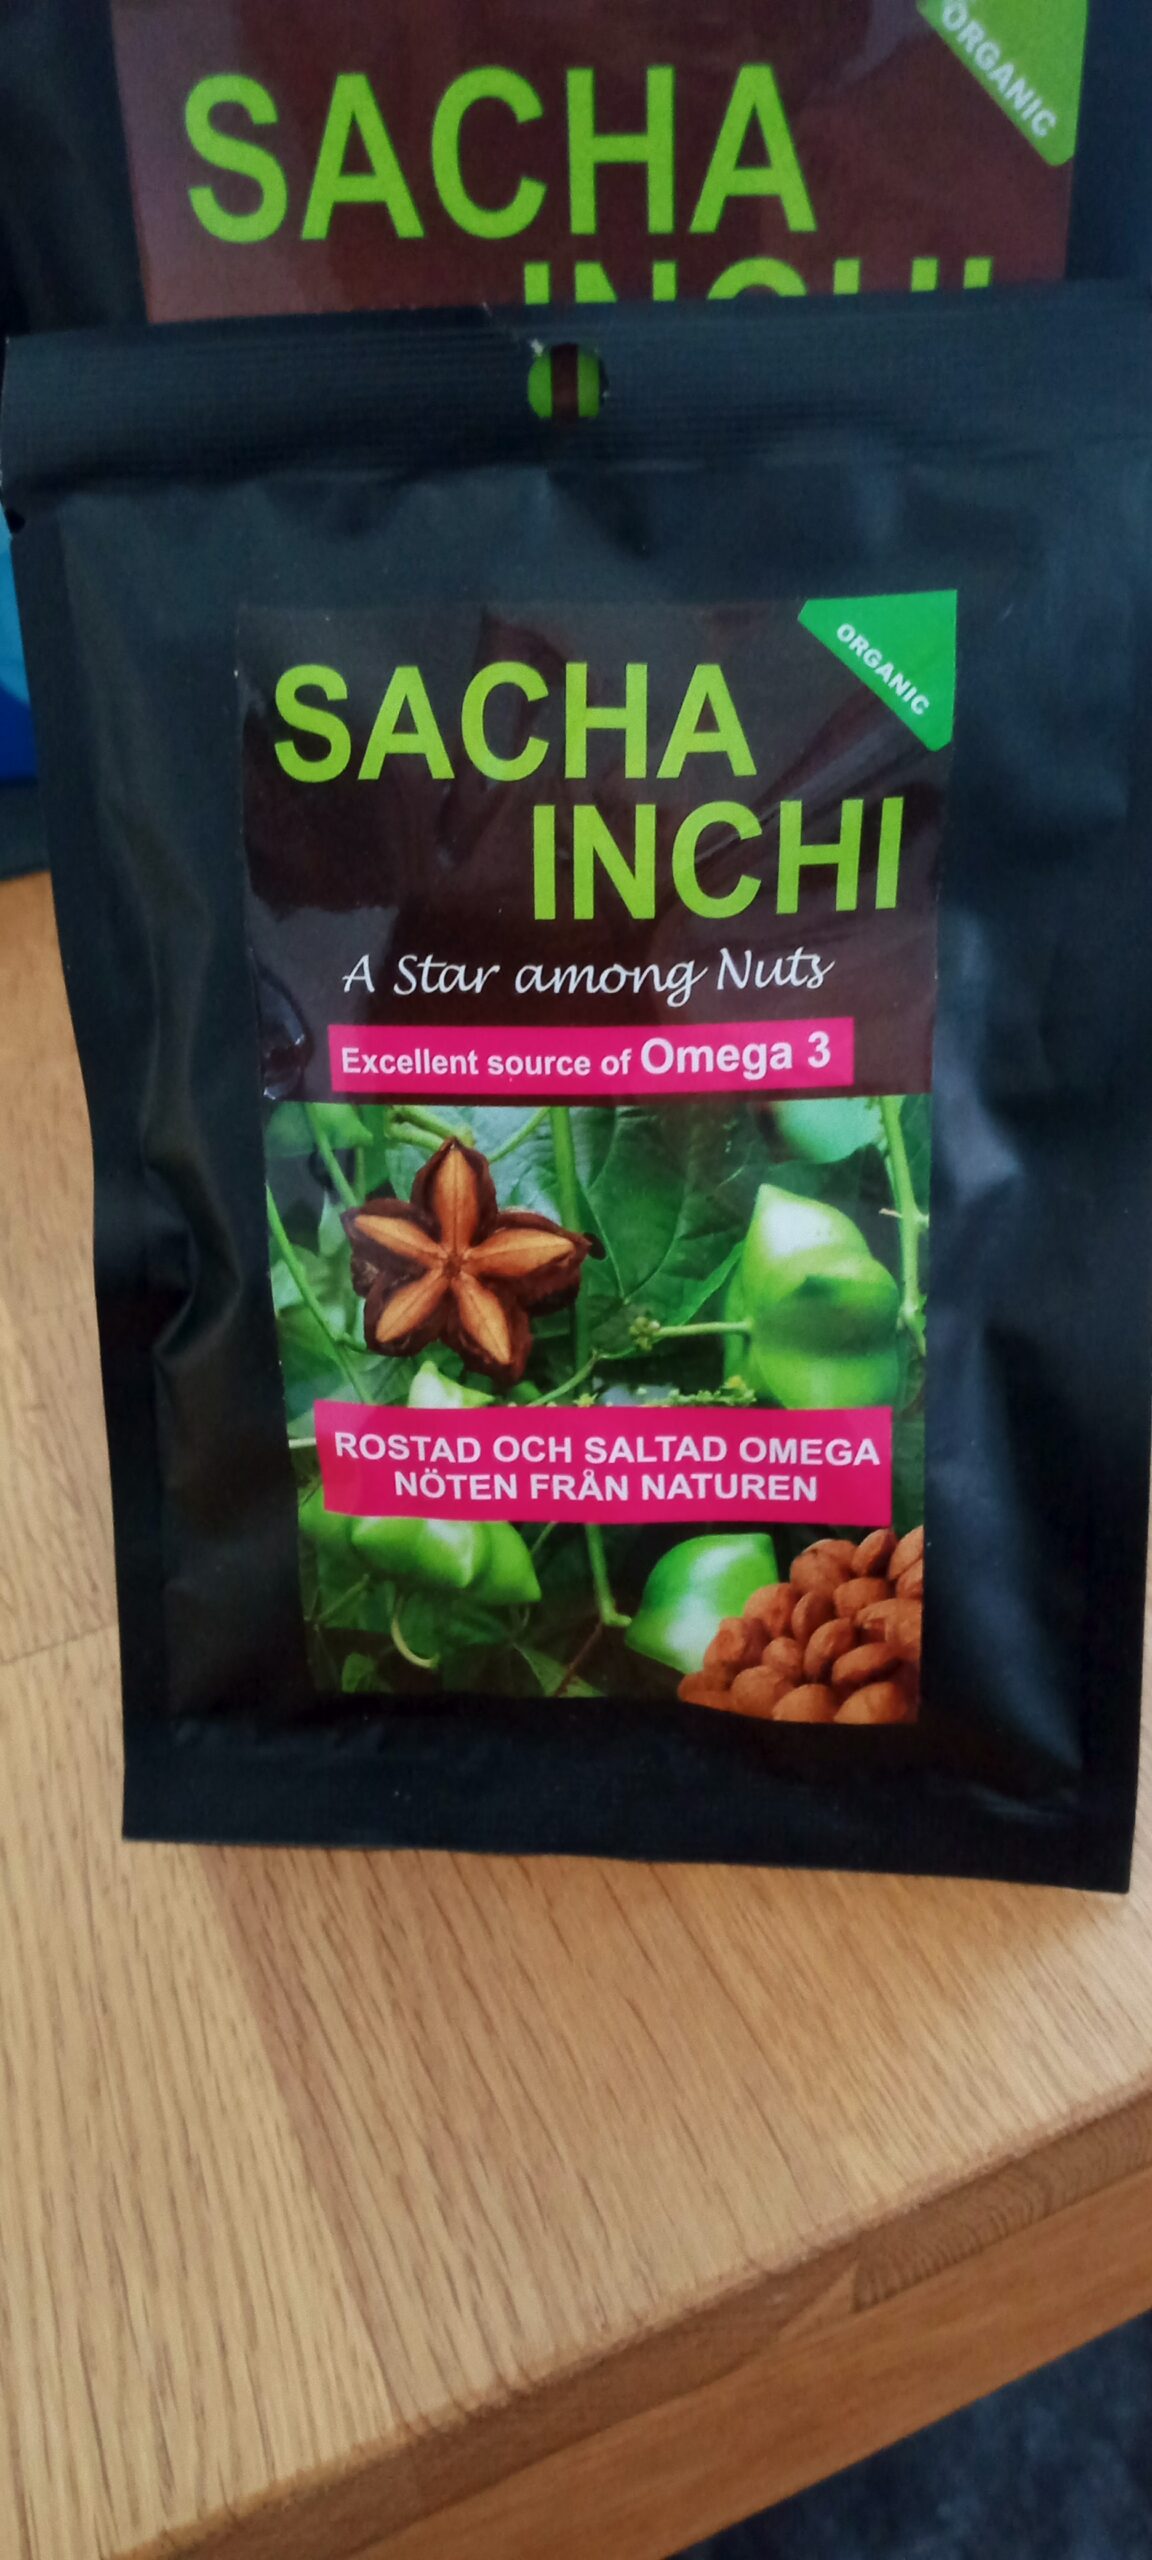 ORGANIC
SACHA
INCHI
ORGANIC
SACHA
INCHI
A Star among Nuts
Excellent source of Omega 3
ROSTAD OCH SALTAD OMEGA
NÖTEN FRÅN NATUREN